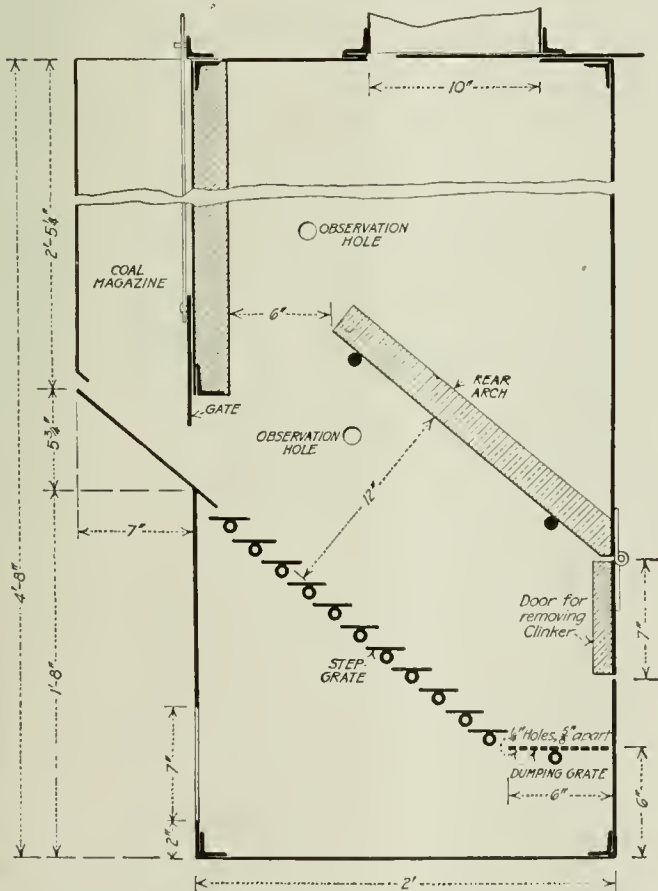 10"
OBSERVATION
HOLE
2'-5¼"
COAL
MAGAZINE
6"
REAR
ARCH
GATE
5¾"
OBSERVATION
HOLE
12"
7"
4'-8"
Door for
removing
Clinker
7"
1'-8"
STEP-
GRATE
¼" Holes, ⅝" apart
DUMPING GRATE
7"
6"
6"
2"
2'